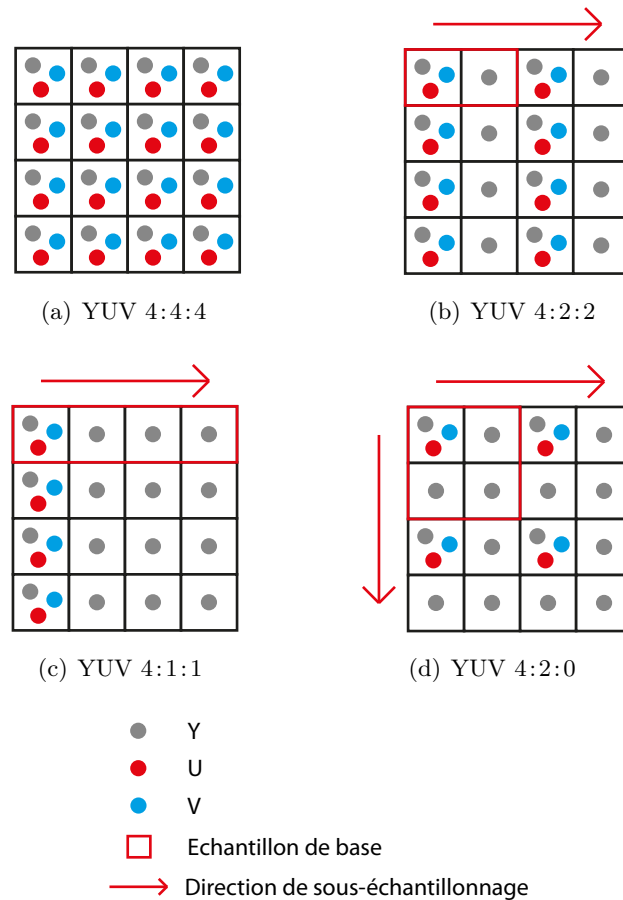 (a) YUV 4:4:4
(b) YUV 4:2:2
(c) YUV 4:1:1
(d) YUV 4:2:0
Y
U
V
Echantillon de base
Direction de sous-échantillonnage